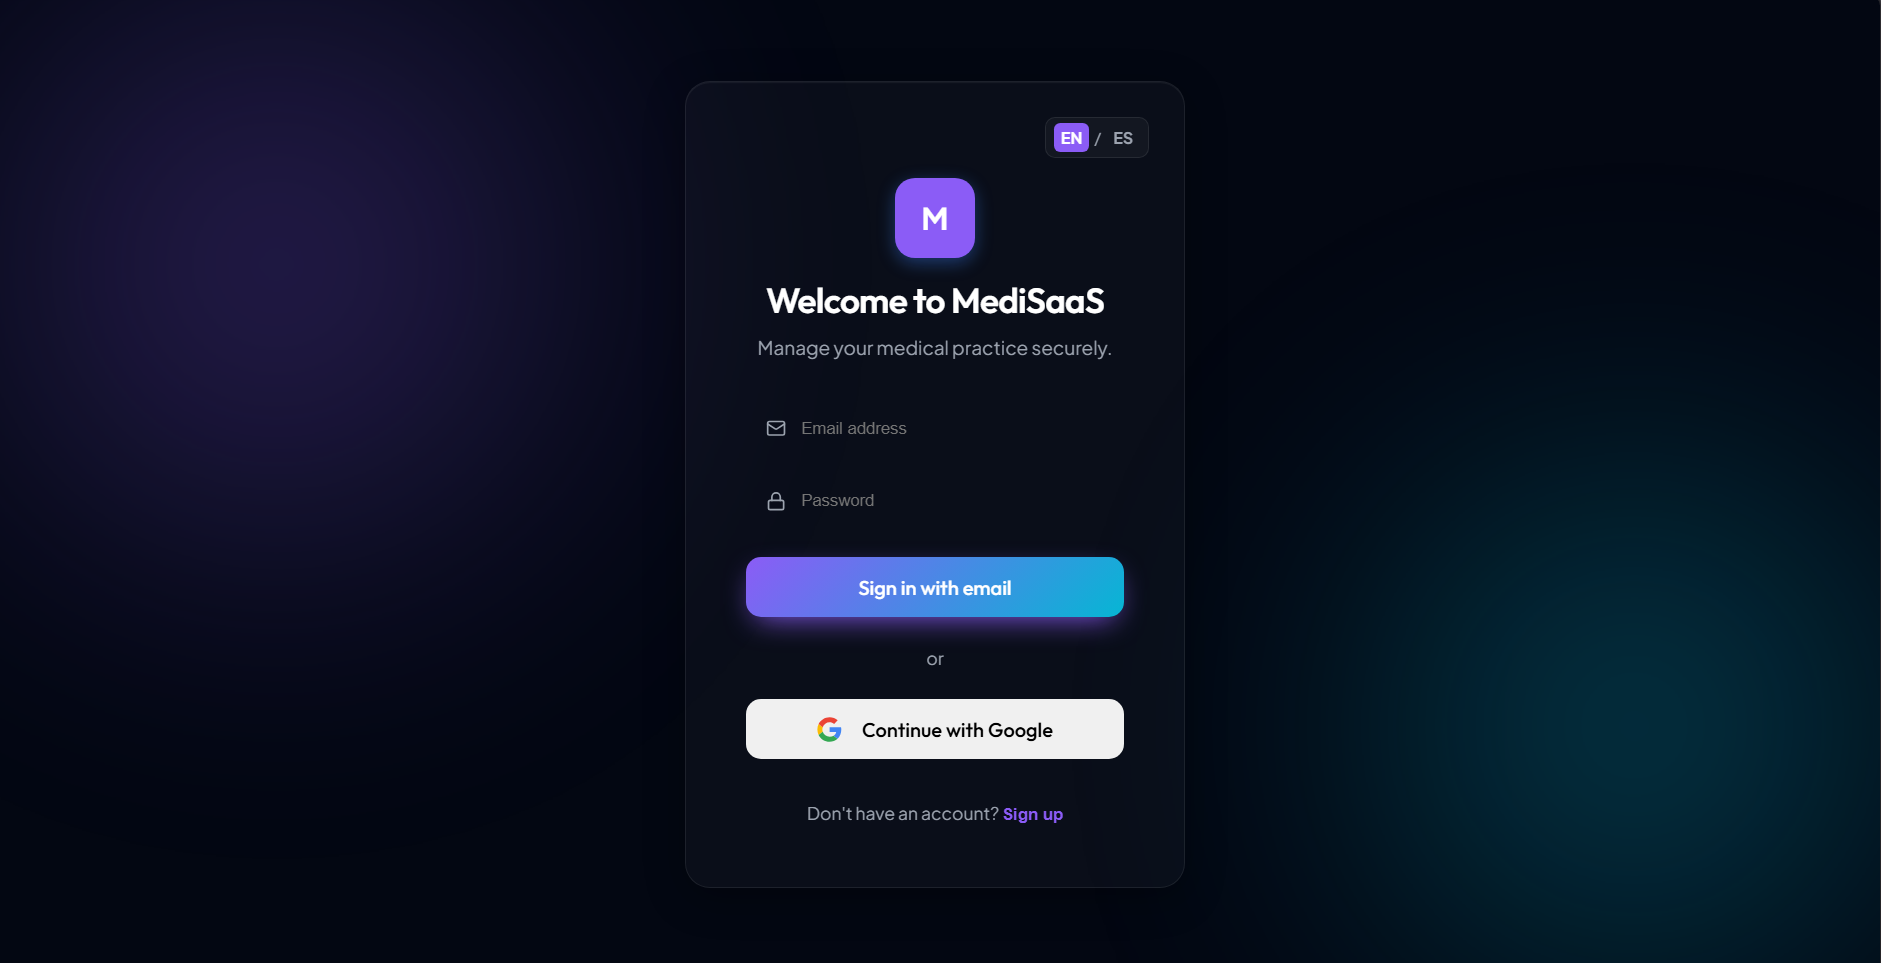 EN / ES
M
Welcome to MediSaaS
Manage your medical practice securely.
Email address
Password
Sign in with email
or
Continue with Google
Don't have an account? Sign up